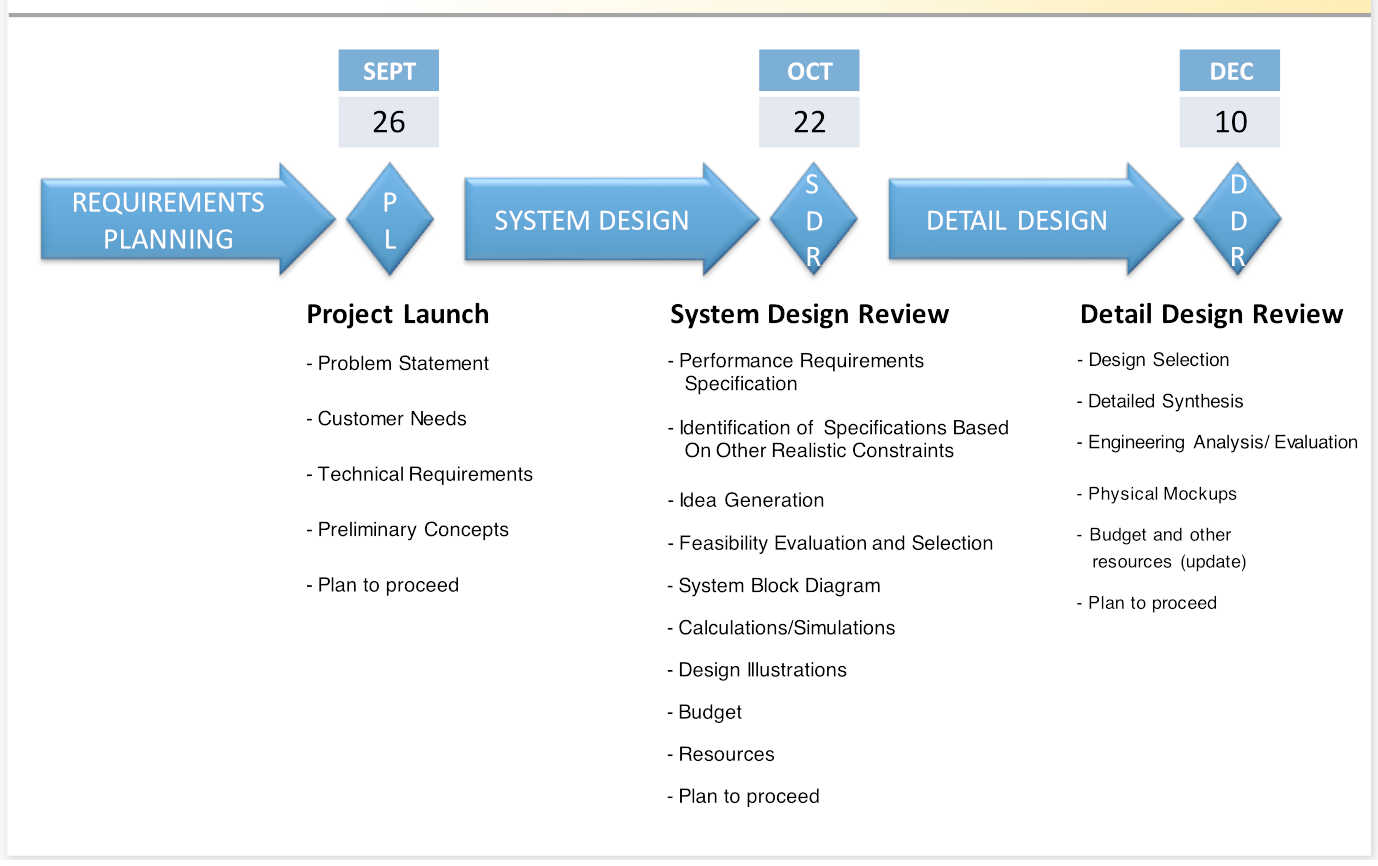 SEPT
26
OCT
22
DEC
10
REQUIREMENTS
PLANNING
P
L
SYSTEM DESIGN
S
D
R
DETAIL DESIGN
D
D
R
Project Launch
- Problem Statement
- Customer Needs
- Technical Requirements
- Preliminary Concepts
- Plan to proceed
System Design Review
- Performance Requirements
Specification
- Identification of Specifications Based
On Other Realistic Constraints
- Idea Generation
- Feasibility Evaluation and Selection
- System Block Diagram
- Calculations/Simulations
- Design Illustrations
- Budget
- Resources
- Plan to proceed
Detail Design Review
- Design Selection
- Detailed Synthesis
- Engineering Analysis/ Evaluation
- Physical Mockups
- Budget and other
resources (update)
- Plan to proceed